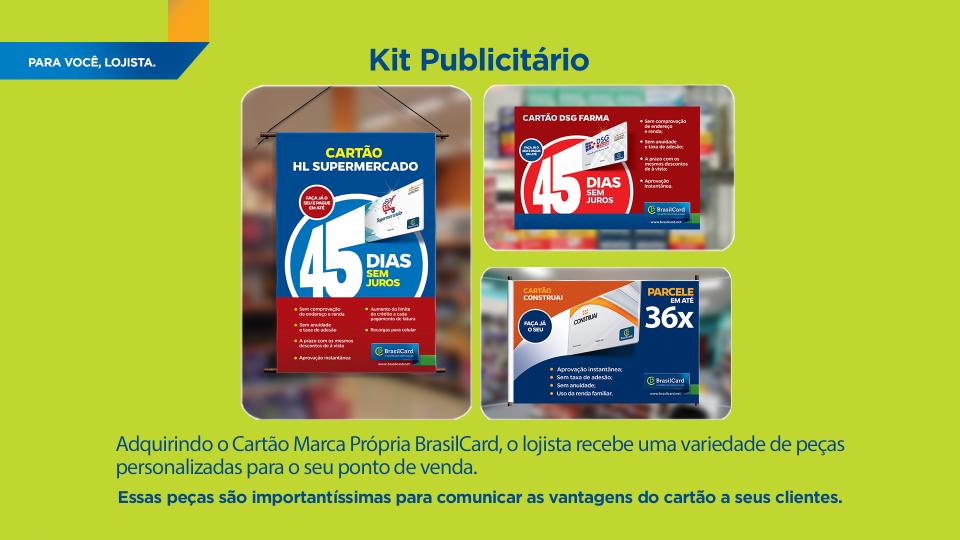 PARA VOCÊ, LOJISTA.
Kit Publicitário
CARTÃO
HL SUPERMERCADO
FAÇA JÁ O
SEU E PAGUE
EM ATÉ
45
DIAS
SEM
JUROS
Supermercado
Sem comprovação
de endereço e renda
Sem anuidade
e taxa de adesão
A prazo com os mesmos
descontos de à vista
Aprovação instantânea
Aumento do limite
de crédito a cada
pagamento de fatura
Recargas para celular
BrasilCard
www.brasilcard.net
CARTÃO DSG FARMA
FAÇA JÁ O
SEU E PAGUE
EM ATÉ
45
DIAS
SEM
JUROS
DSG
Sem comprovação
de endereço
e renda;
Sem anuidade
e taxa de adesão;
A prazo com os
mesmos descontos
de à vista;
Aprovação
instantânea.
BrasilCard
www.brasilcard.net
CARTÃO
CONSTRUAI
FAÇA JÁ
O SEU
CONSTRUAI
PARCELE
EM ATÉ
36x
Aprovação instantânea;
Sem taxa de adesão;
Sem anuidade;
Uso da renda familiar.
BrasilCard
www.brasilcard.net
Adquirindo o Cartão Marca Própria BrasilCard, o lojista recebe uma variedade de peças
personalizadas para o seu ponto de venda.
Essas peças são importantíssimas para comunicar as vantagens do cartão a seus clientes.